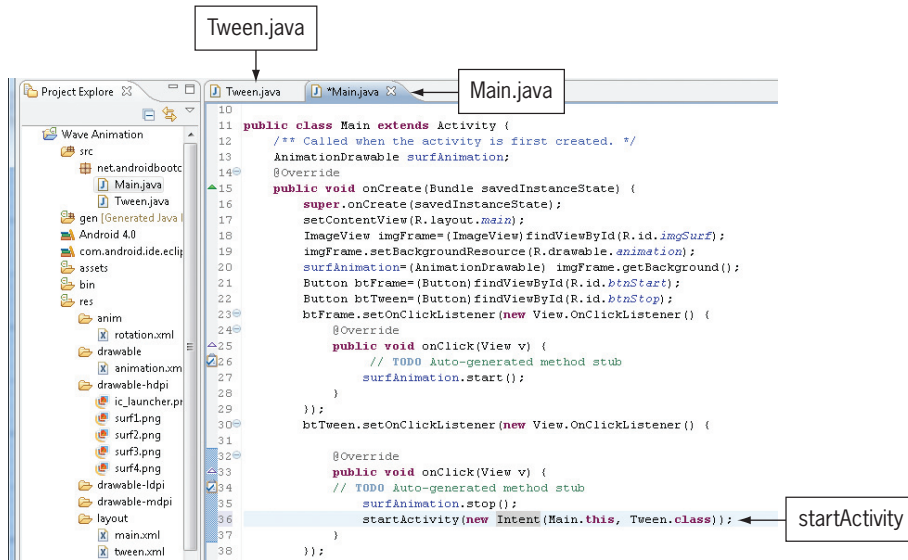 Tween.java
Main.java
Project Explore
Tween.java
*Main.java
Wave Animation
src
net.androidbootc
Main.java
Tween.java
gen [Generated Java
Android 4.0
com.android.ide.eclip
assets
bin
res
anim
rotation.xml
drawable
animation.xm
drawable-hdpi
ic_launcher.pr
surf1.png
surf2.png
surf3.png
surf4.png
drawable-ldpi
drawable-mdpi
layout
main.xml
tween.xml
10
11 public class Main extends Activity {
12 /** Called when the activity is first created. */
13 AnimationDrawable surfAnimation;
14 @Override
15 public void onCreate(Bundle savedInstanceState) {
16 super.onCreate(savedInstanceState);
17 setContentView(R.layout.main);
18 ImageView imgFrame=(ImageView)findViewById(R.id.imgSurf);
19 imgFrame.setBackgroundResource(R.drawable.animation);
20 surfAnimation=(AnimationDrawable) imgFrame.getBackground();
21 Button btFrame=(Button)findViewById(R.id.btnStart);
22 Button btTween=(Button)findViewById(R.id.btnStop);
23 btFrame.setOnClickListener(new View.OnClickListener() {
24 @Override
25 public void onClick(View v) {
26 // TODO Auto-generated method stub
27 surfAnimation.start();
28 }
29 });
30 btTween.setOnClickListener(new View.OnClickListener() {
31
32 @Override
33 public void onClick(View v) {
34 // TODO Auto-generated method stub
35 surfAnimation.stop();
36 startActivity(new Intent(Main.this, Tween.class));
37 }
38 });
startActivity